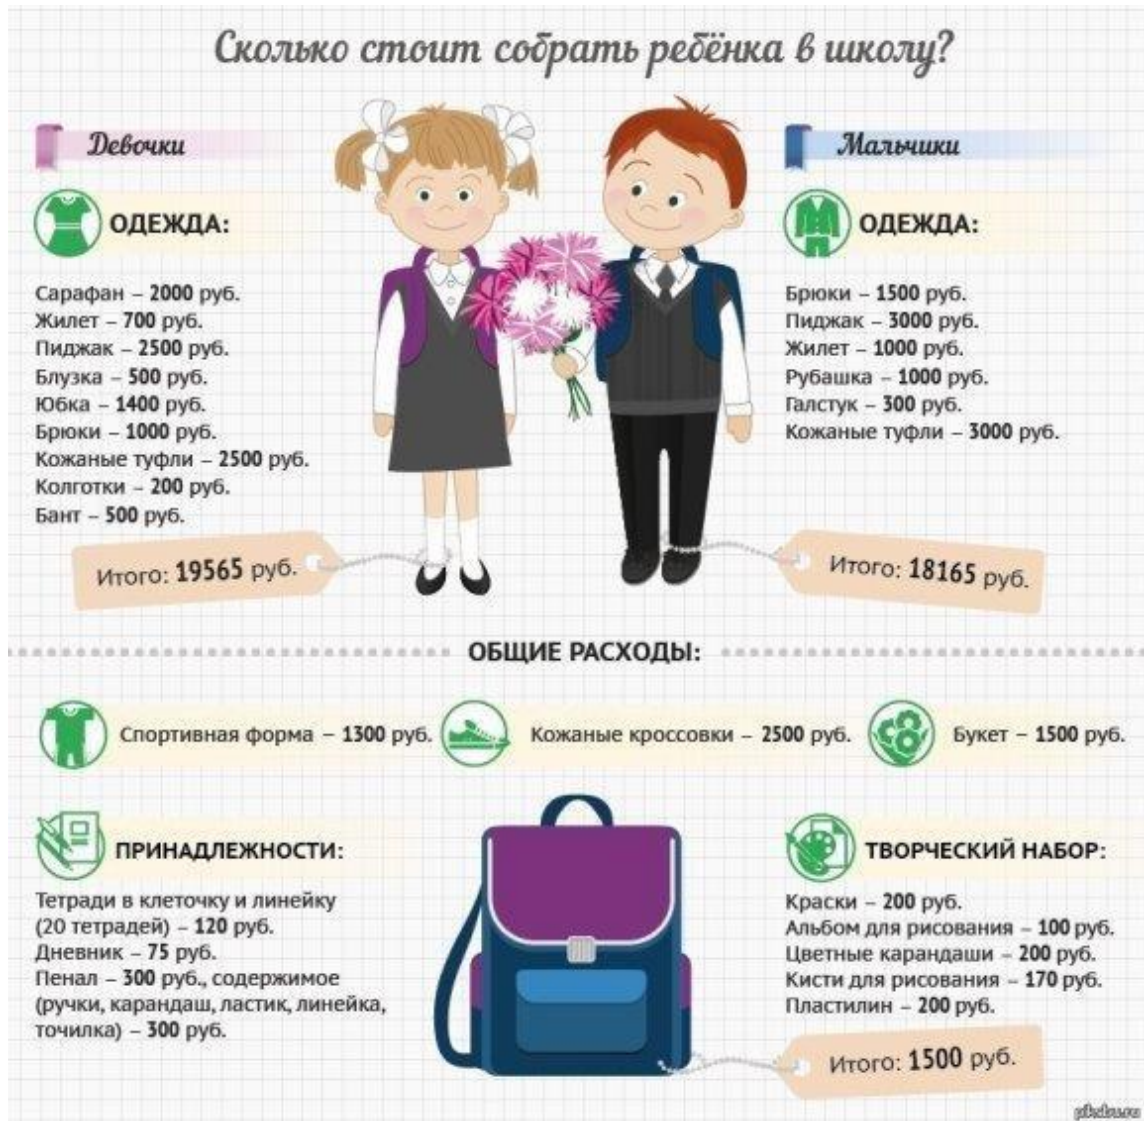 Сколько стоит собрать ребёнка в школу?
Девочки
ОДЕЖДА:
Сарафан – 2000 руб.
Жилет – 700 руб.
Пиджак – 2500 руб.
Блузка – 500 руб.
Юбка – 1400 руб.
Брюки – 1000 руб.
Кожаные туфли – 2500 руб.
Колготки – 200 руб.
Бант – 500 руб.
Итого: 19565 руб.
Мальчики
ОДЕЖДА:
Брюки – 1500 руб.
Пиджак – 3000 руб.
Жилет – 1000 руб.
Рубашка – 1000 руб.
Галстук – 300 руб.
Кожаные туфли – 3000 руб.
Итого: 18165 руб.
ОБЩИЕ РАСХОДЫ:
Спортивная форма – 1300 руб.
Кожаные кроссовки – 2500 руб.
Букет – 1500 руб.
ПРИНАДЛЕЖНОСТИ:
Тетради в клеточку и линейку
(20 тетрадей) – 120 руб.
Дневник – 75 руб.
Пенал – 300 руб., содержимое
(ручки, карандаш, ластик, линейка,
точилка) – 300 руб.
ТВОРЧЕСКИЙ НАБОР:
Краски – 200 руб.
Альбом для рисования – 100 руб.
Цветные карандаши – 200 руб.
Кисти для рисования – 170 руб.
Пластилин – 200 руб.
Итого: 1500 руб.
pikabu.ru